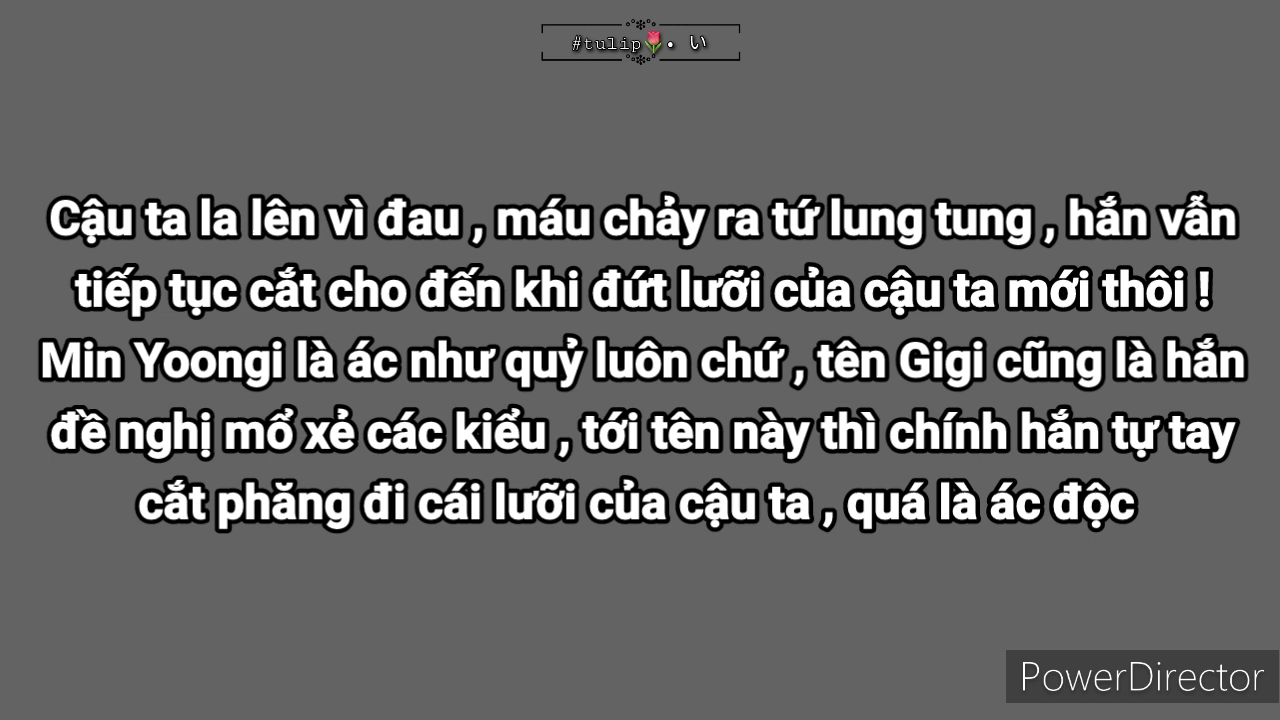 #tulip🌷• い
Cậu ta la lên vì đau , máu chảy ra tứ lung tung , hắn vẫn
tiếp tục cắt cho đến khi đứt lưỡi của cậu ta mới thôi !
Min Yoongi là ác như quỷ luôn chứ , tên Gigi cũng là hắn
đề nghị mổ xẻ các kiểu , tới tên này thì chính hắn tự tay
cắt phăng đi cái lưỡi của cậu ta , quá là ác độc
PowerDirector